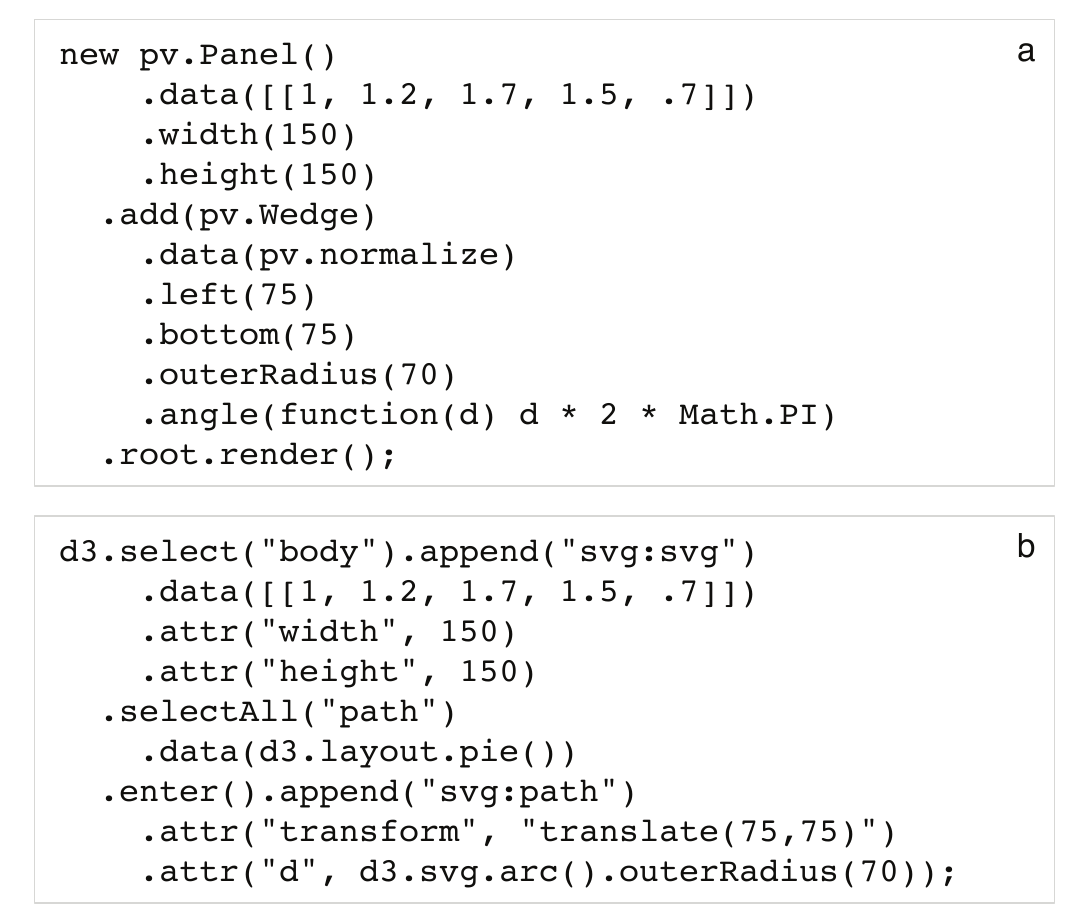 new pv.Panel()
a
    .data([[1, 1.2, 1.7, 1.5, .7]])
    .width(150)
    .height(150)
  .add(pv.Wedge)
    .data(pv.normalize)
    .left(75)
    .bottom(75)
    .outerRadius(70)
    .angle(function(d) d * 2 * Math.PI)
  .root.render();
d3.select("body").append("svg:svg")
b
    .data([[1, 1.2, 1.7, 1.5, .7]])
    .attr("width", 150)
    .attr("height", 150)
  .selectAll("path")
    .data(d3.layout.pie())
  .enter().append("svg:path")
    .attr("transform", "translate(75,75)")
    .attr("d", d3.svg.arc().outerRadius(70));